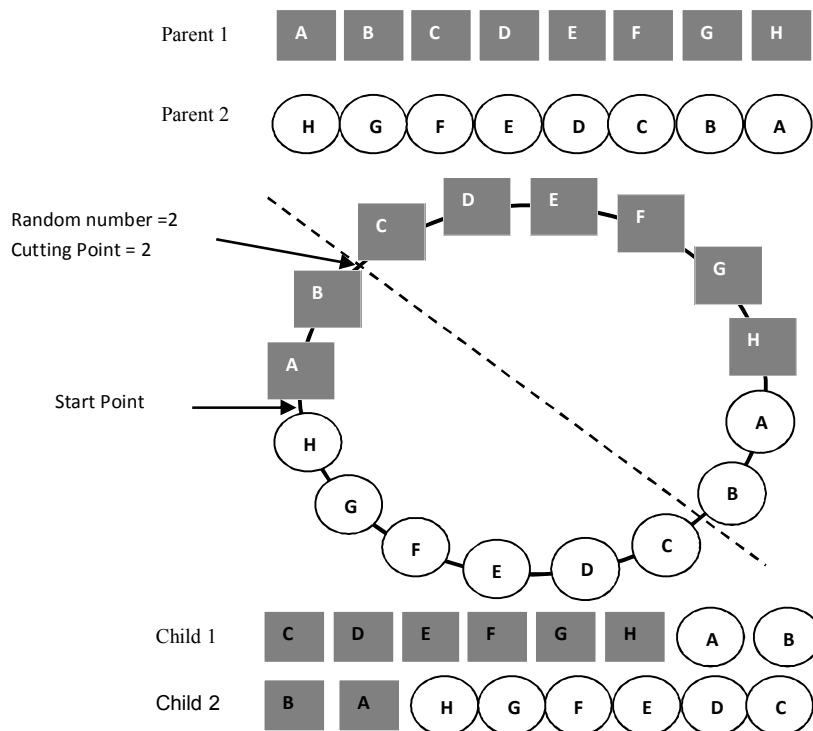 Parent 1 A B C D E F G H
Parent 2 H G F E D C B A
Random number =2
Cutting Point = 2
C D E F
B G
A H
Start Point
H A
G B
F E D C
Child 1 C D E F G H A B
Child 2 B A H G F E D C